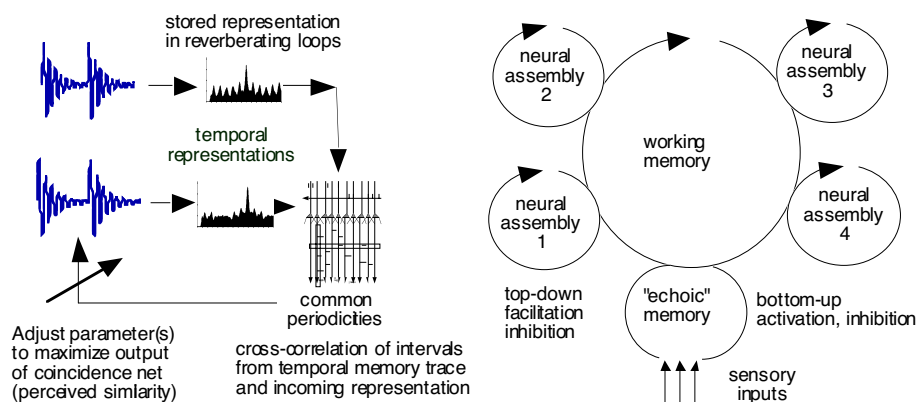 stored representation
in reverberating loops
temporal
representations
common
periodicities
Adjust parameter(s)
to maximize output
of coincidence net
(perceived similarity)
cross-correlation of intervals
from temporal memory trace
and incoming representation
neural
assembly
2
neural
assembly
3
working
memory
neural
assembly
1
neural
assembly
4
top-down
facilitation
inhibition
"echoic"
memory
bottom-up
activation, inhibition
sensory
inputs